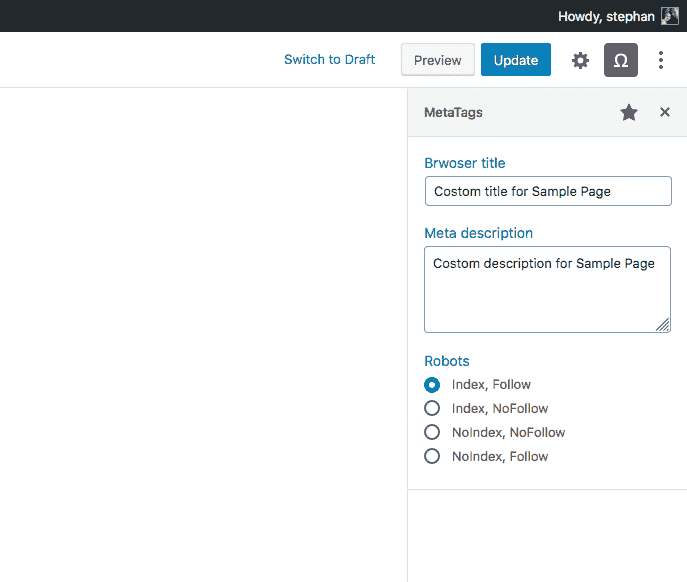 Howdy, stephan
Switch to Draft
Preview
Update
Ω
MetaTags
Brwoser title
Costom title for Sample Page
Meta description
Costom description for Sample Page
Robots
Index, Follow
Index, NoFollow
NoIndex, NoFollow
NoIndex, Follow